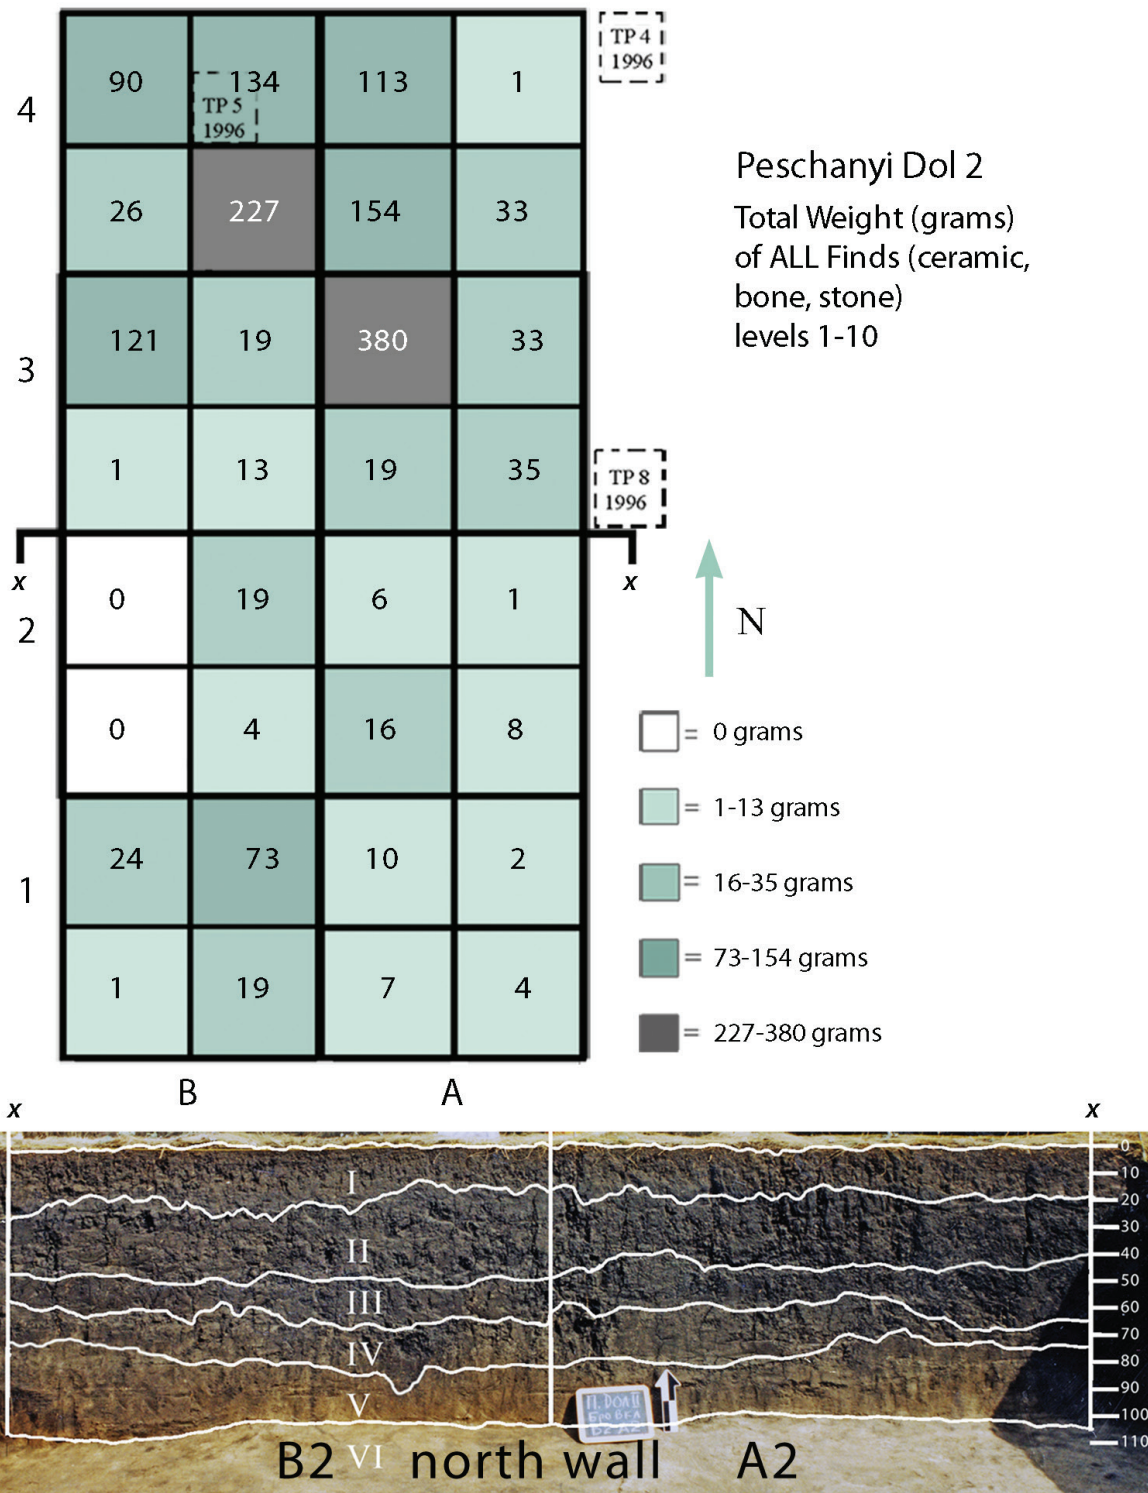 Peschanyi Dol 2
Total Weight (grams)
of ALL Finds (ceramic,
bone, stone)
levels 1-10
4
90 134 113 1
TP 5
1996
TP 4
1996
26 227 154 33
3
121 19 380 33
1 13 19 35
TP 8
1996
x x
2
0 19 6 1
0 4 16 8
1
24 73 10 2
1 19 7 4
B A
N
= 0 grams
= 1-13 grams
= 16-35 grams
= 73-154 grams
= 227-380 grams
x x
I
II
III
IV
V
VI
0
10
20
30
40
50
60
70
80
90
100
110
П. ДОЛ II
B2 north wall A2